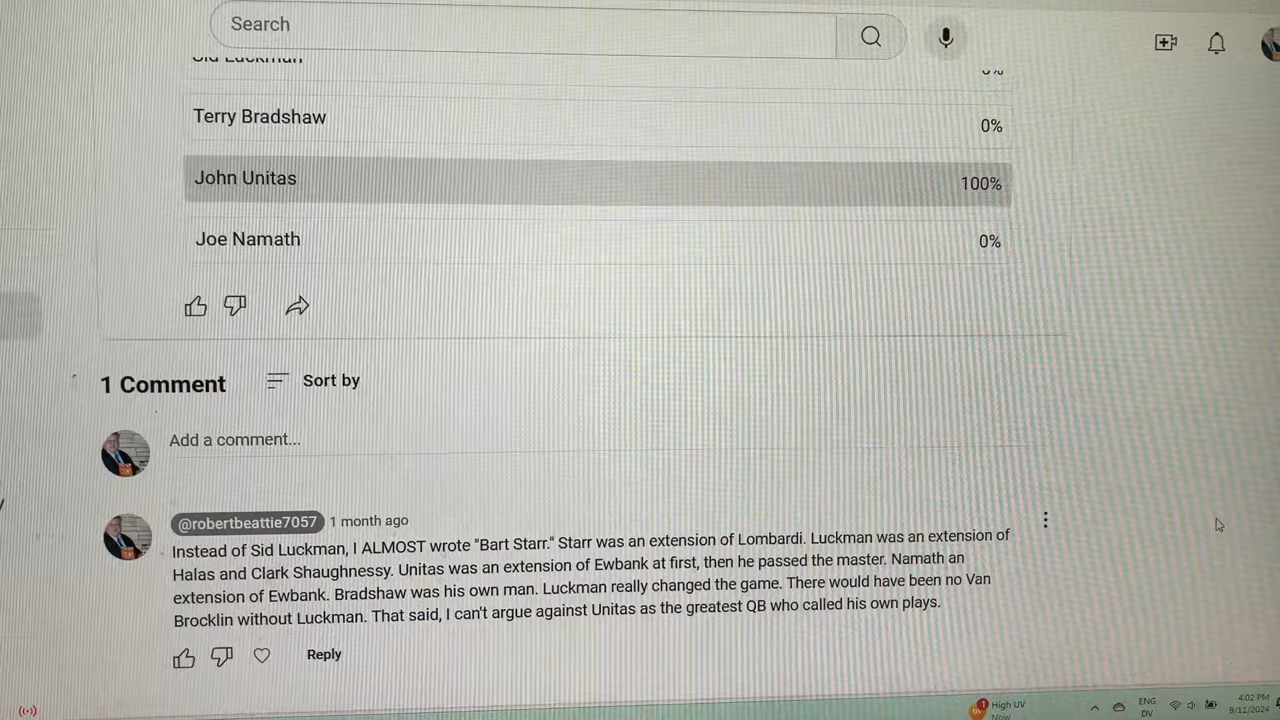 Search
Sid Luckman
0%
Terry Bradshaw
0%
John Unitas
100%
Joe Namath
0%
1 Comment
Sort by
Add a comment...
@robertbeattie7057 1 month ago
Instead of Sid Luckman, I ALMOST wrote "Bart Starr." Starr was an extension of Lombardi. Luckman was an extension of
Halas and Clark Shaughnessy. Unitas was an extension of Ewbank at first, then he passed the master. Namath an
extension of Ewbank. Bradshaw was his own man. Luckman really changed the game. There would have been no Van
Brocklin without Luckman. That said, I can't argue against Unitas as the greatest QB who called his own plays.
Reply
1
High UV
Now
ENG
DV
4:02 PM
9/11/2024